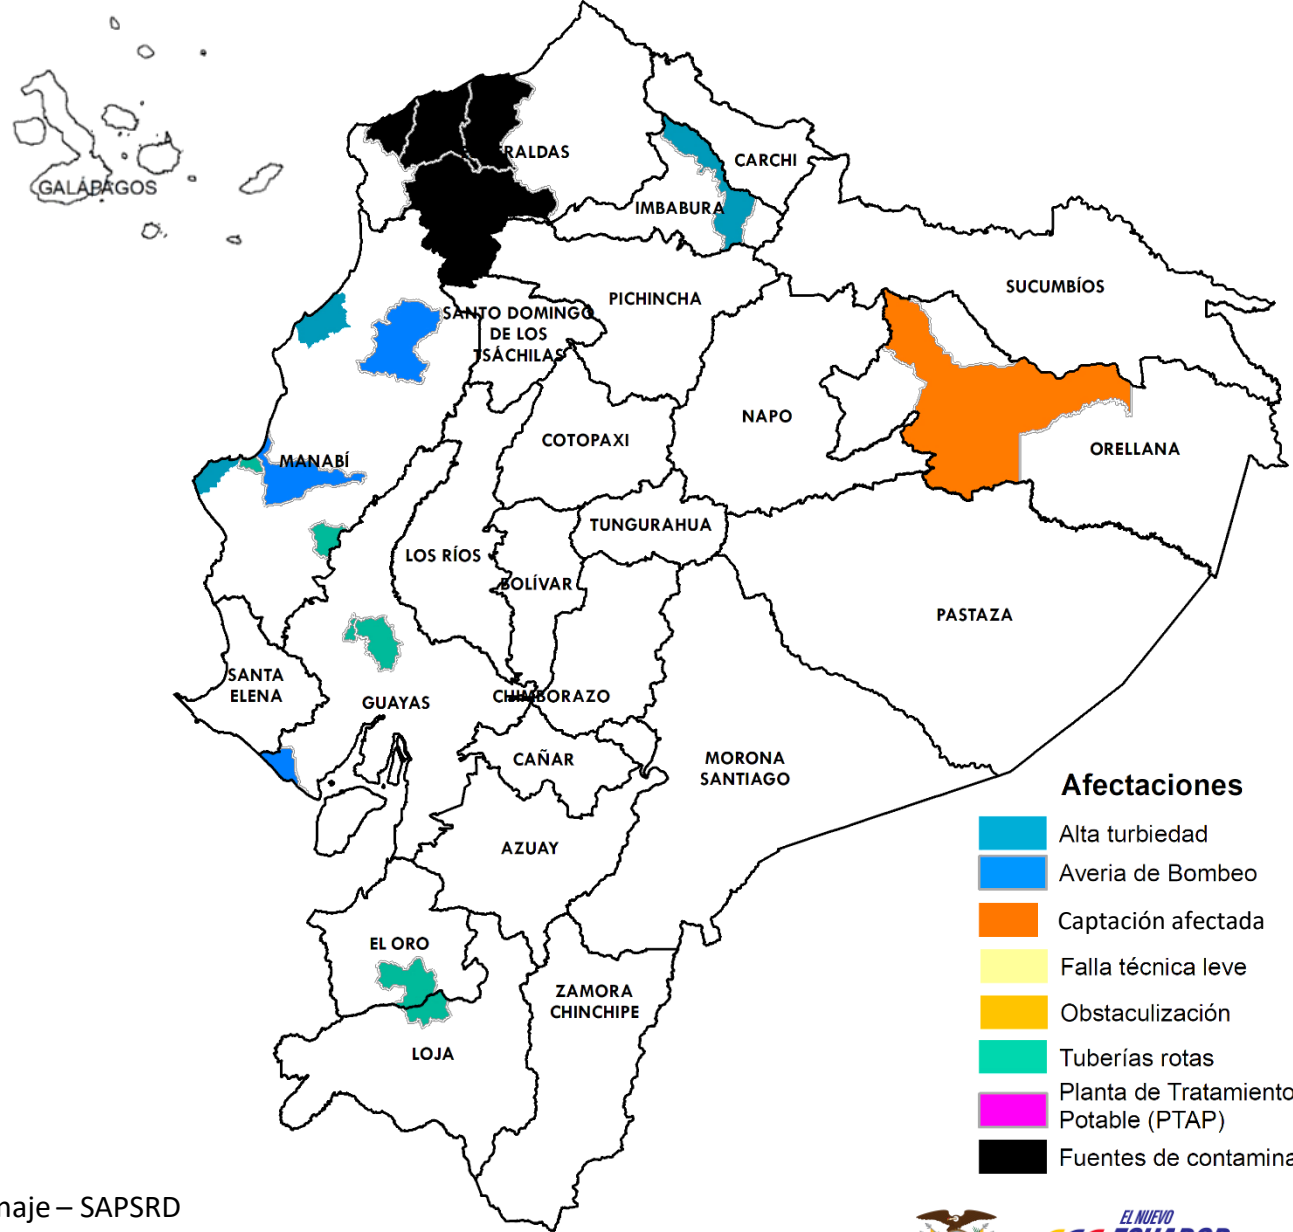 GALÁPAGOS
RALDAS
CARCHI
IMBABURA
SUCUMBÍOS
PICHINCHA
SANTO DOMINGO
DE LOS
TSÁCHILAS
NAPO
COTOPAXI
ORELLANA
MANABÍ
TUNGURAHUA
LOS RÍOS
BOLÍVAR
PASTAZA
SANTA
ELENA
GUAYAS
CHIMBORAZO
CAÑAR
MORONA
SANTIAGO
AZUAY
EL ORO
ZAMORA
CHINCHIPE
LOJA
Afectaciones
Alta turbiedad
Averia de Bombeo
Captación afectada
Falla técnica leve
Obstaculización
Tuberías rotas
Planta de Tratamiento
Potable (PTAP)
Fuentes de contamina
naje – SAPSRD
EL NUEVO
ECUADOR